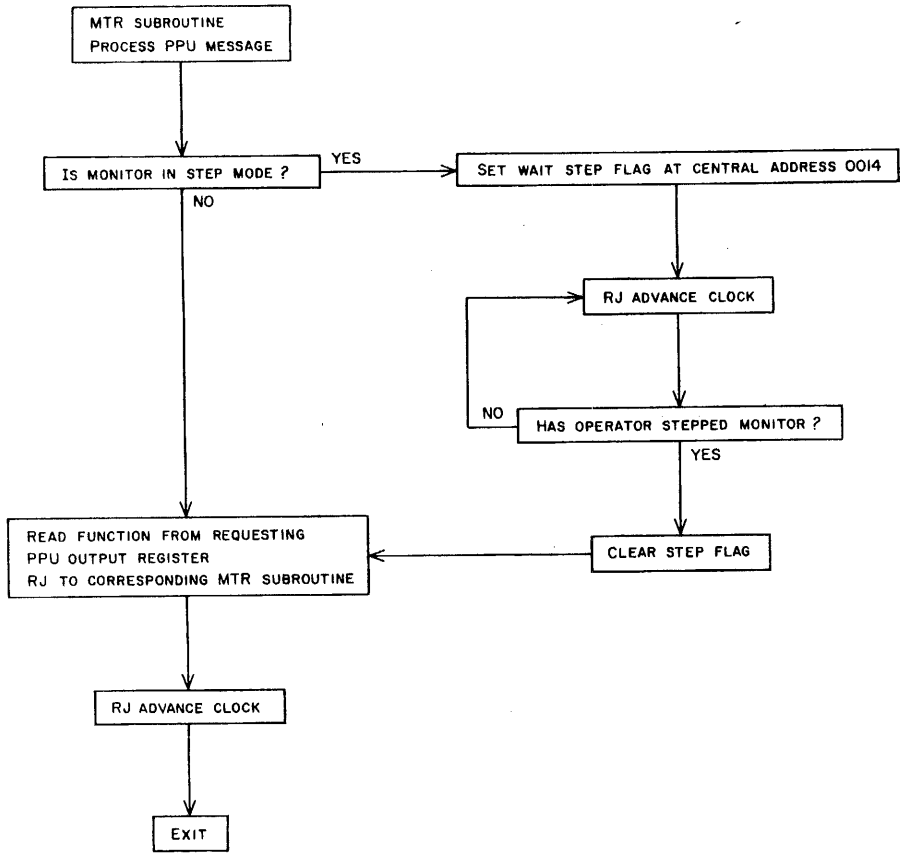 MTR SUBROUTINE
PROCESS PPU MESSAGE
IS MONITOR IN STEP MODE?
YES
SET WAIT STEP FLAG AT CENTRAL ADDRESS 0014
NO
RJ ADVANCE CLOCK
NO
HAS OPERATOR STEPPED MONITOR?
YES
READ FUNCTION FROM REQUESTING
PPU OUTPUT REGISTER
RJ TO CORRESPONDING MTR SUBROUTINE
CLEAR STEP FLAG
RJ ADVANCE CLOCK
EXIT